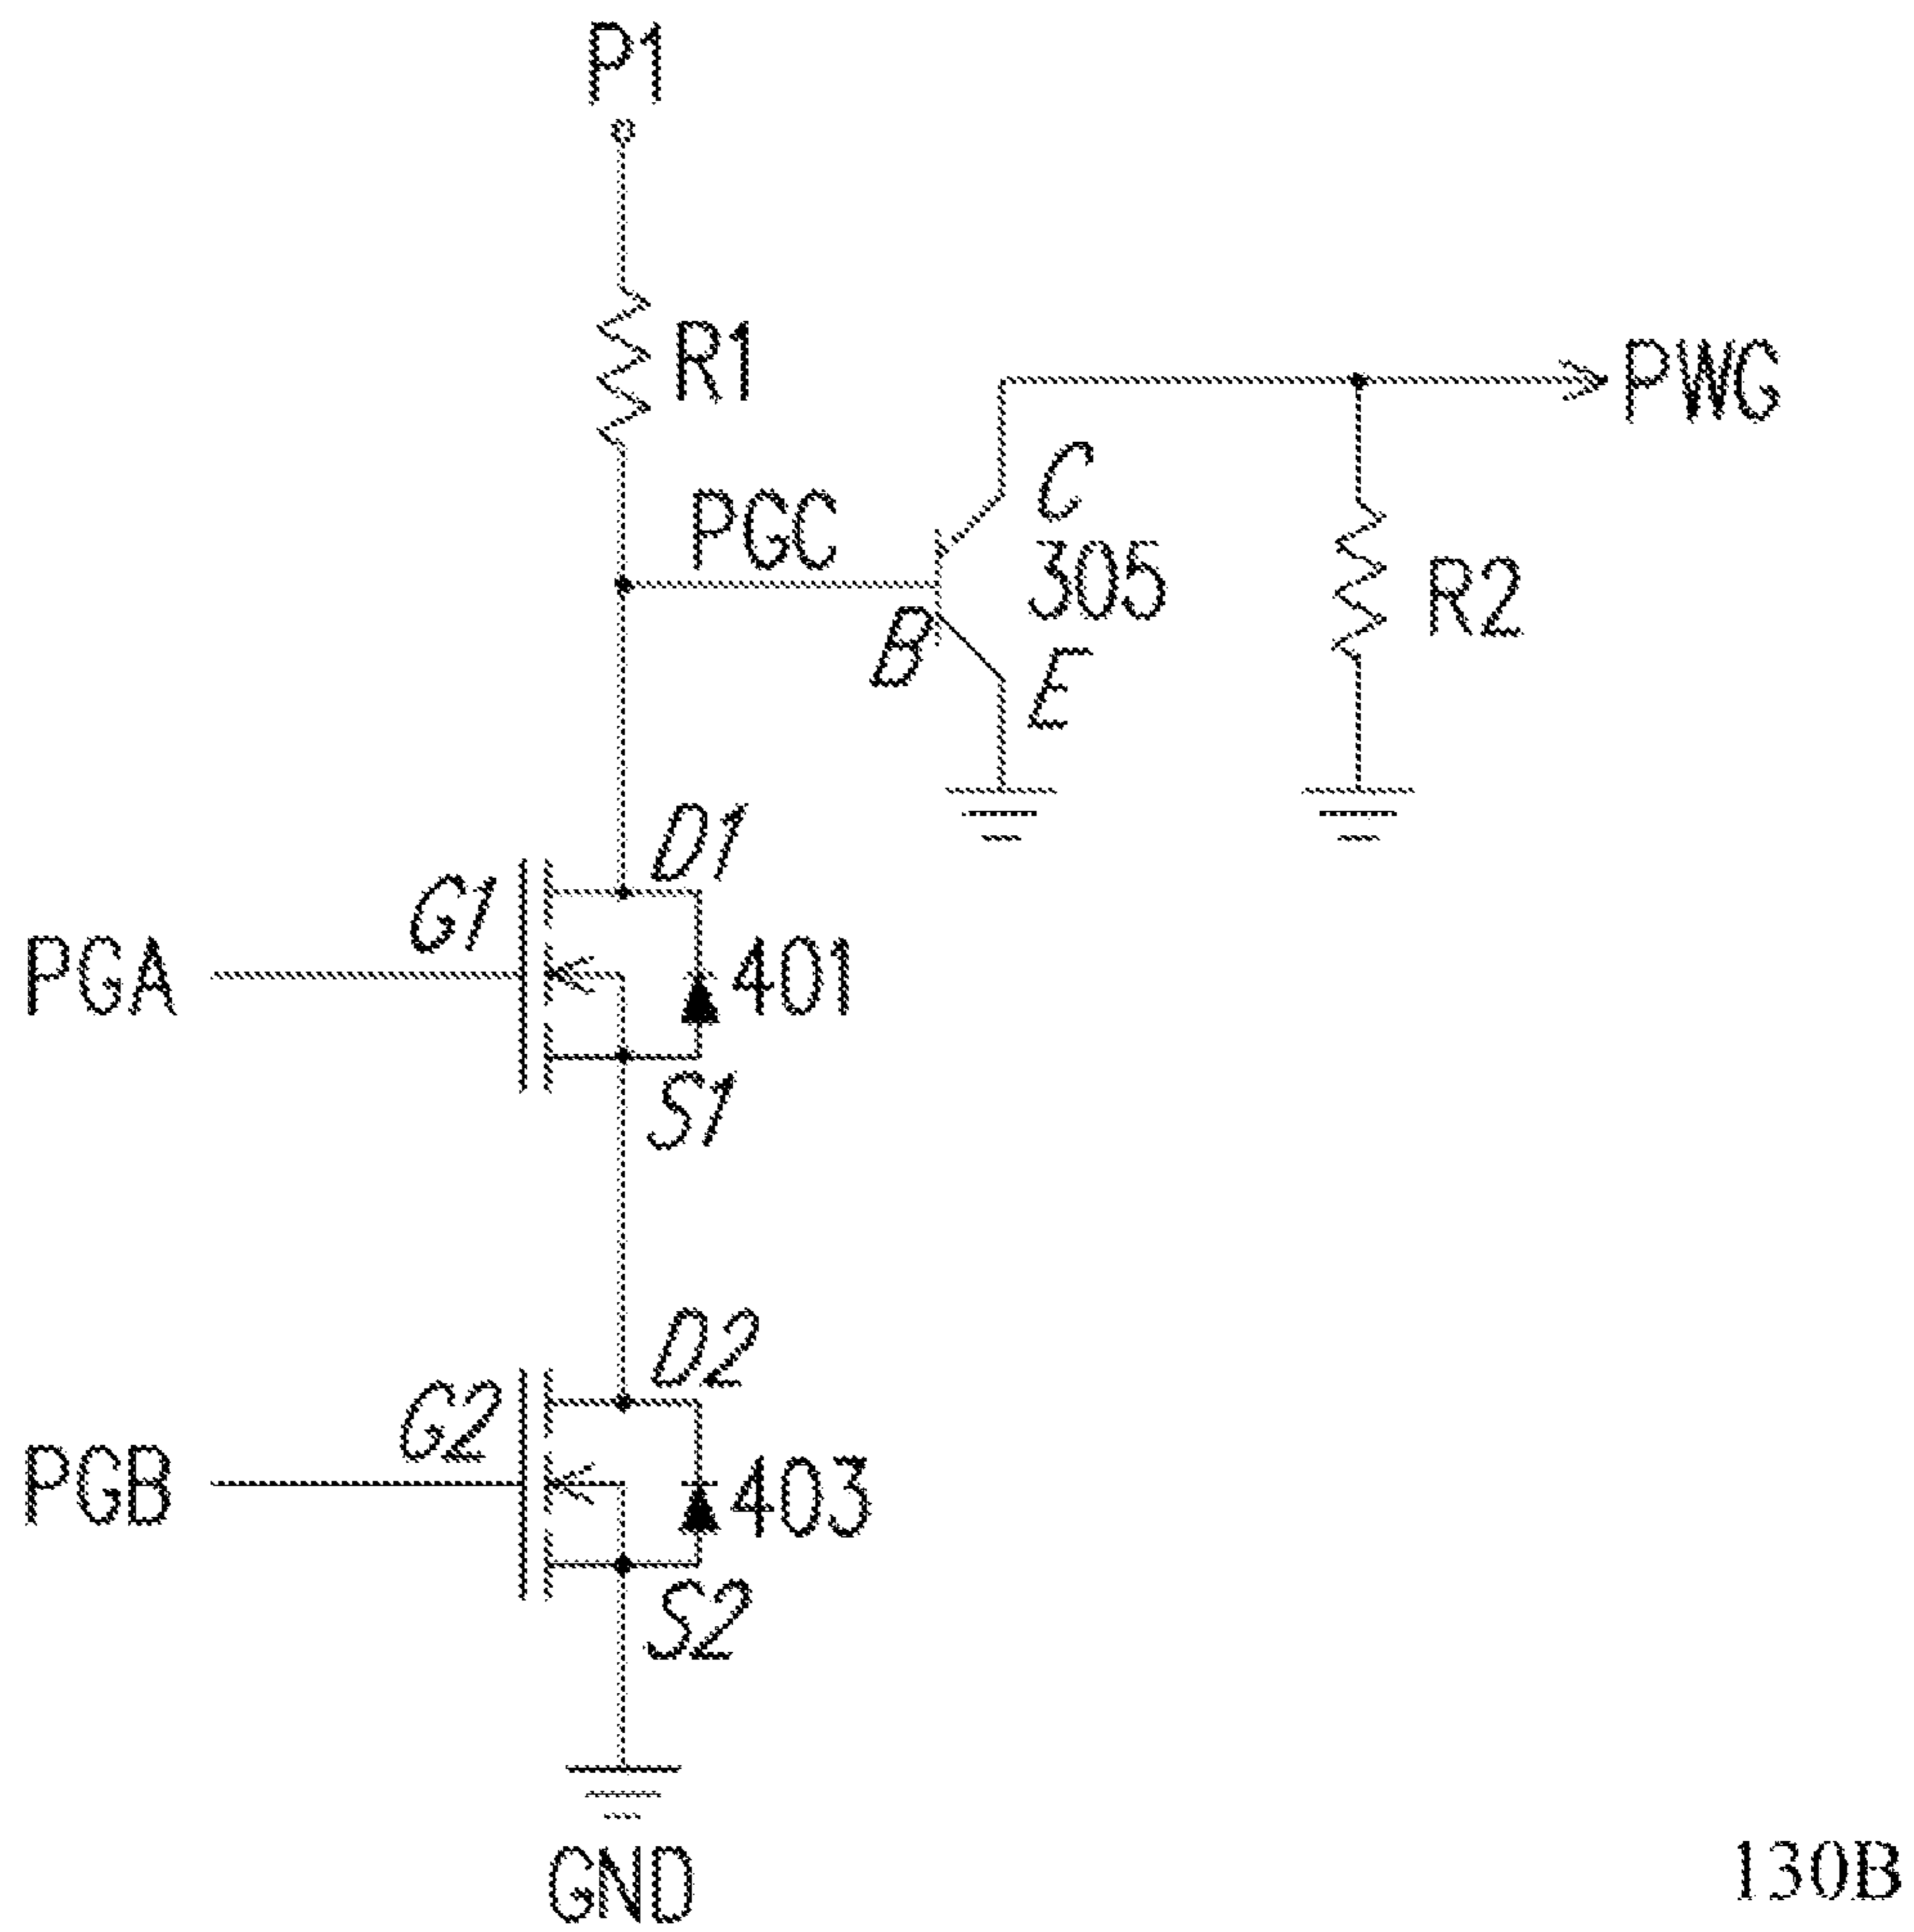 P1
R1
PWG
PGC
C
305
B
E
R2
D1
G1
PGA
401
S1
D2
G2
PGB
403
S2
GND
130B